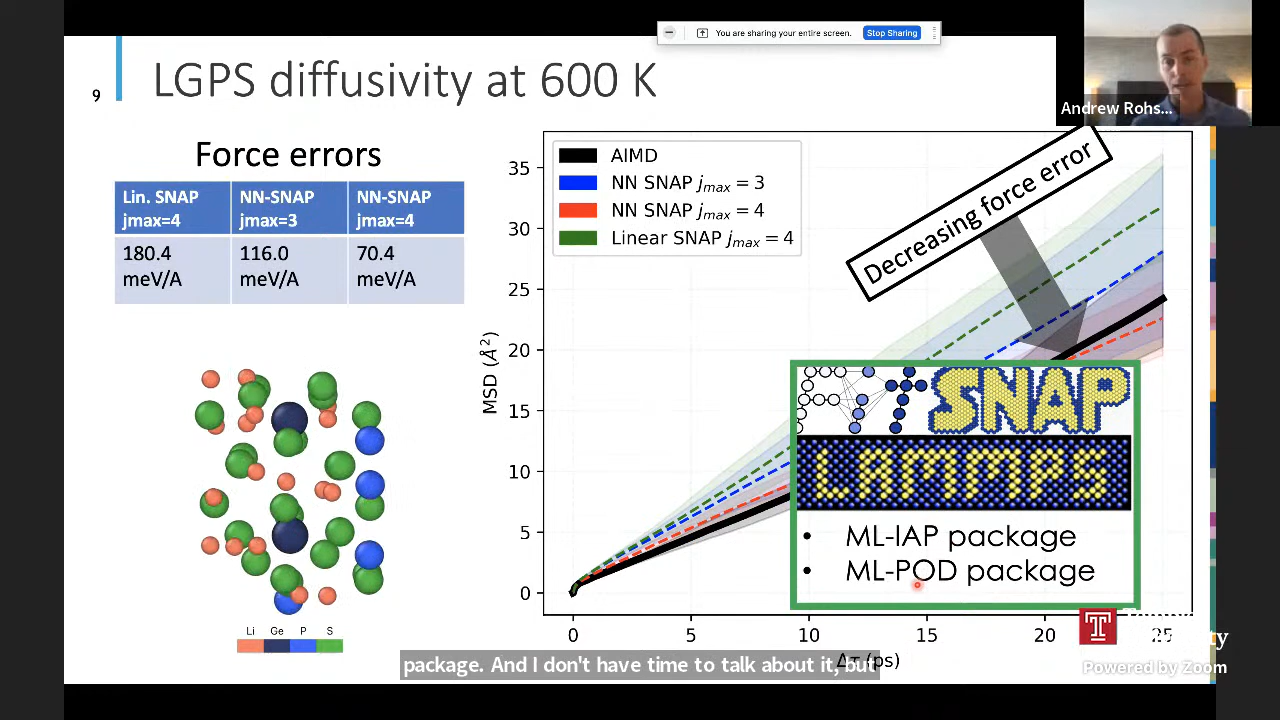 You are sharing your entire screen.
Stop Sharing
Andrew Rohs...
9
LGPS diffusivity at 600 K
Force errors
Lin. SNAP jmax=4
NN-SNAP jmax=3
NN-SNAP jmax=4
180.4 meV/A
116.0 meV/A
70.4 meV/A
Li Ge P S
AIMD
NN SNAP jmax = 3
NN SNAP jmax = 4
Linear SNAP jmax = 4
Decreasing force error
MSD (Å²)
35
30
25
20
15
10
5
0
SNAP
LAMMPS
• ML-IAP package
• ML-POD package
0 5 10 15 20 25
Δτ (ps)
package. And I don't have time to talk about it, but
Powered by Zoom